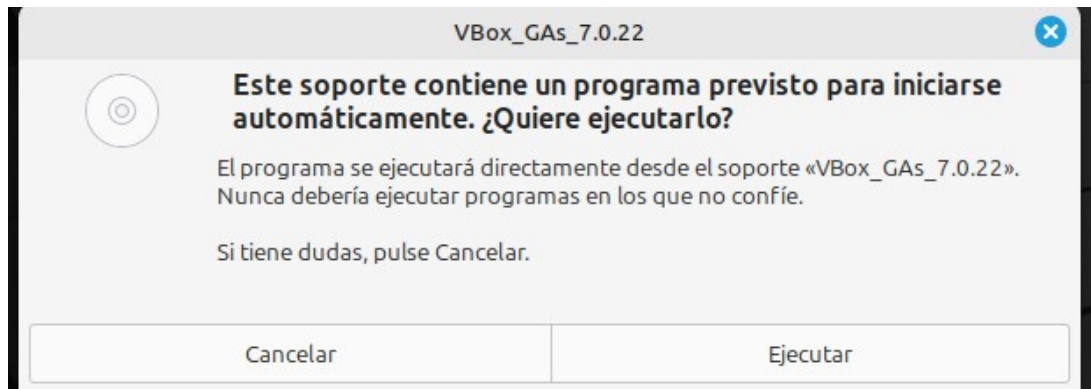 VBox_GAs_7.0.22
Este soporte contiene un programa previsto para iniciarse
automáticamente. ¿Quiere ejecutarlo?
El programa se ejecutará directamente desde el soporte «VBox_GAs_7.0.22».
Nunca debería ejecutar programas en los que no confíe.
Si tiene dudas, pulse Cancelar.
Cancelar
Ejecutar